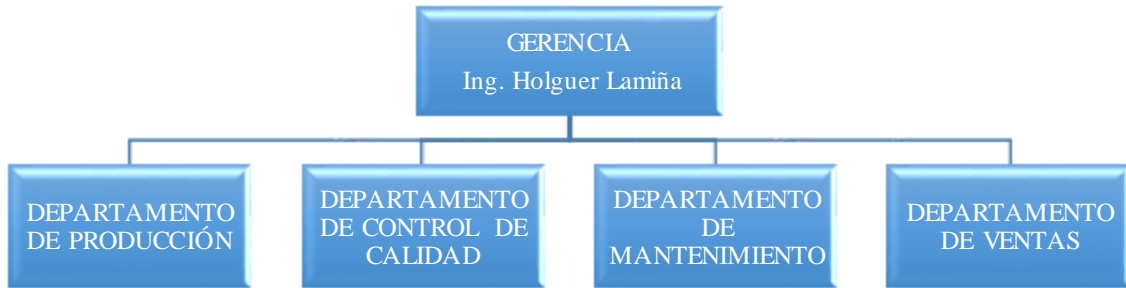 GERENCIA
Ing. Holguer Lamiña
DEPARTAMENTO
DE PRODUCCIÓN
DEPARTAMENTO
DE CONTROL DE
CALIDAD
DEPARTAMENTO
DE
MANTENIMIENTO
DEPARTAMENTO
DE VENTAS